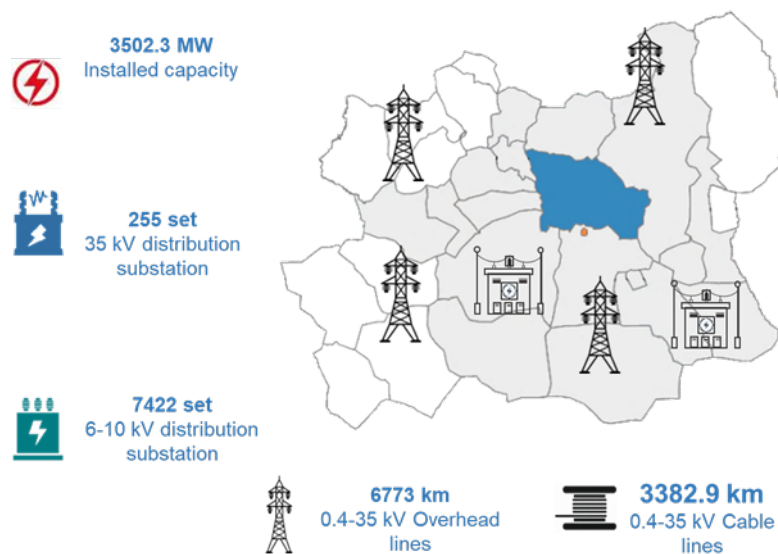 3502.3 MW
Installed capacity
255 set
35 kV distribution
substation
7422 set
6-10 kV distribution
substation
6773 km
0.4-35 kV Overhead
lines
3382.9 km
0.4-35 kV Cable
lines